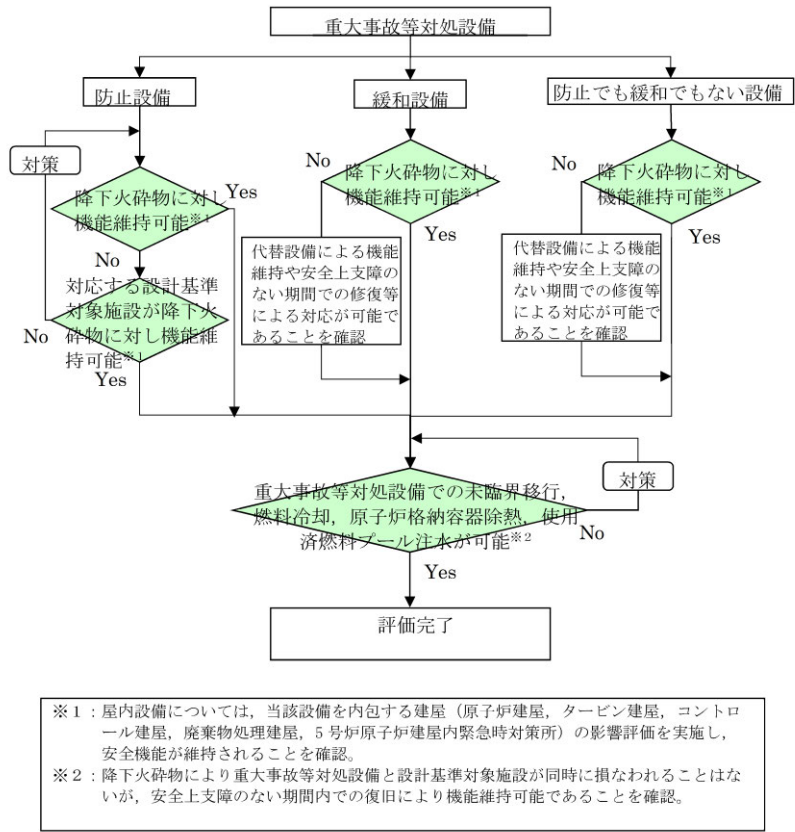 重大事故等対処設備
防止設備
緩和設備
防止でも緩和でもない設備
対策
降下火砕物に対し
機能維持可能※1
Yes
No
対応する設計基準
対象施設が降下火
砕物に対し機能維
持可能※1
No
Yes
No
降下火砕物に対し
機能維持可能※1
Yes
代替設備による機能
維持や安全上支障の
ない期間での修復等
による対応が可能で
あることを確認
No
降下火砕物に対し
機能維持可能※1
Yes
代替設備による機能
維持や安全上支障の
ない期間での修復等
による対応が可能で
あることを確認
対策
重大事故等対処設備での未臨界移行,
燃料冷却,原子炉格納容器除熱,使用
済燃料プール注水が可能※2
No
Yes
評価完了
※1:屋内設備については,当該設備を内包する建屋(原子炉建屋,タービン建屋,コントロ
ール建屋,廃棄物処理建屋,5号炉原子炉建屋内緊急時対策所)の影響評価を実施し,
安全機能が維持されることを確認。
※2:降下火砕物により重大事故等対処設備と設計基準対象施設が同時に損なわれることはな
いが,安全上支障のない期間内での復旧により機能維持可能であることを確認。